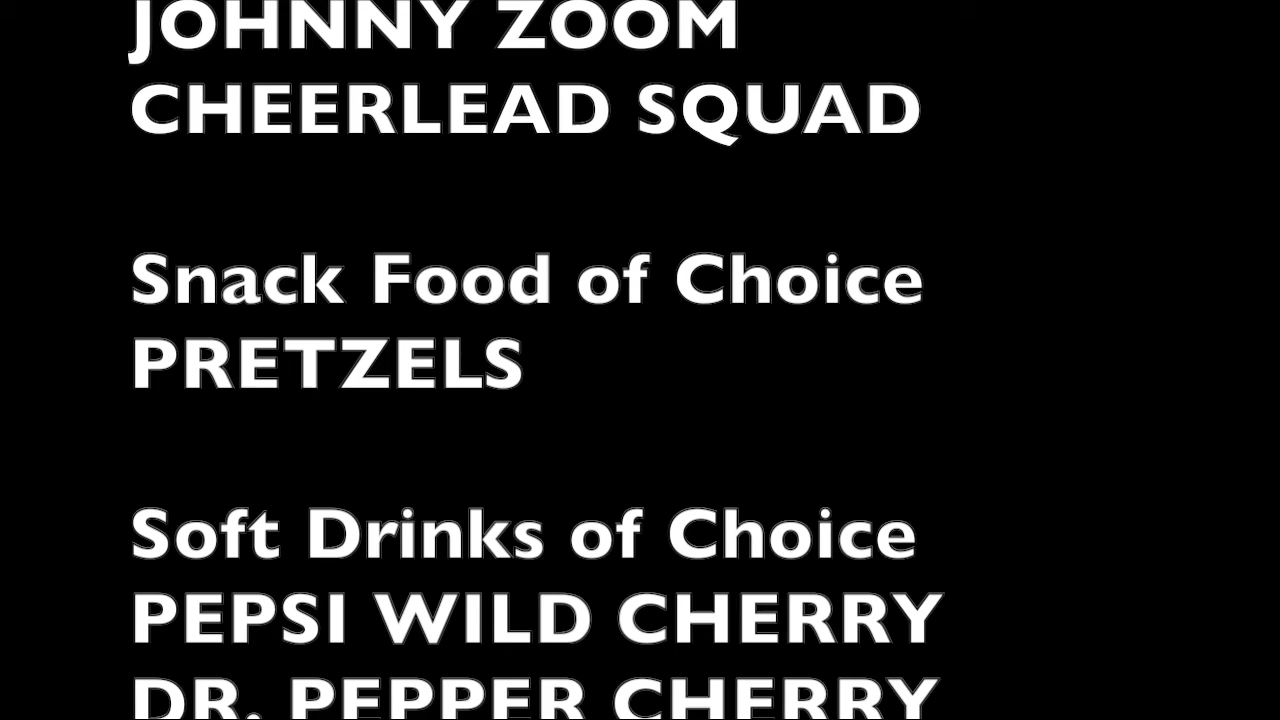 JOHNNY ZOOM
CHEERLEAD SQUAD
Snack Food of Choice
PRETZELS
Soft Drinks of Choice
PEPSI WILD CHERRY
DR. PEPPER CHERRY